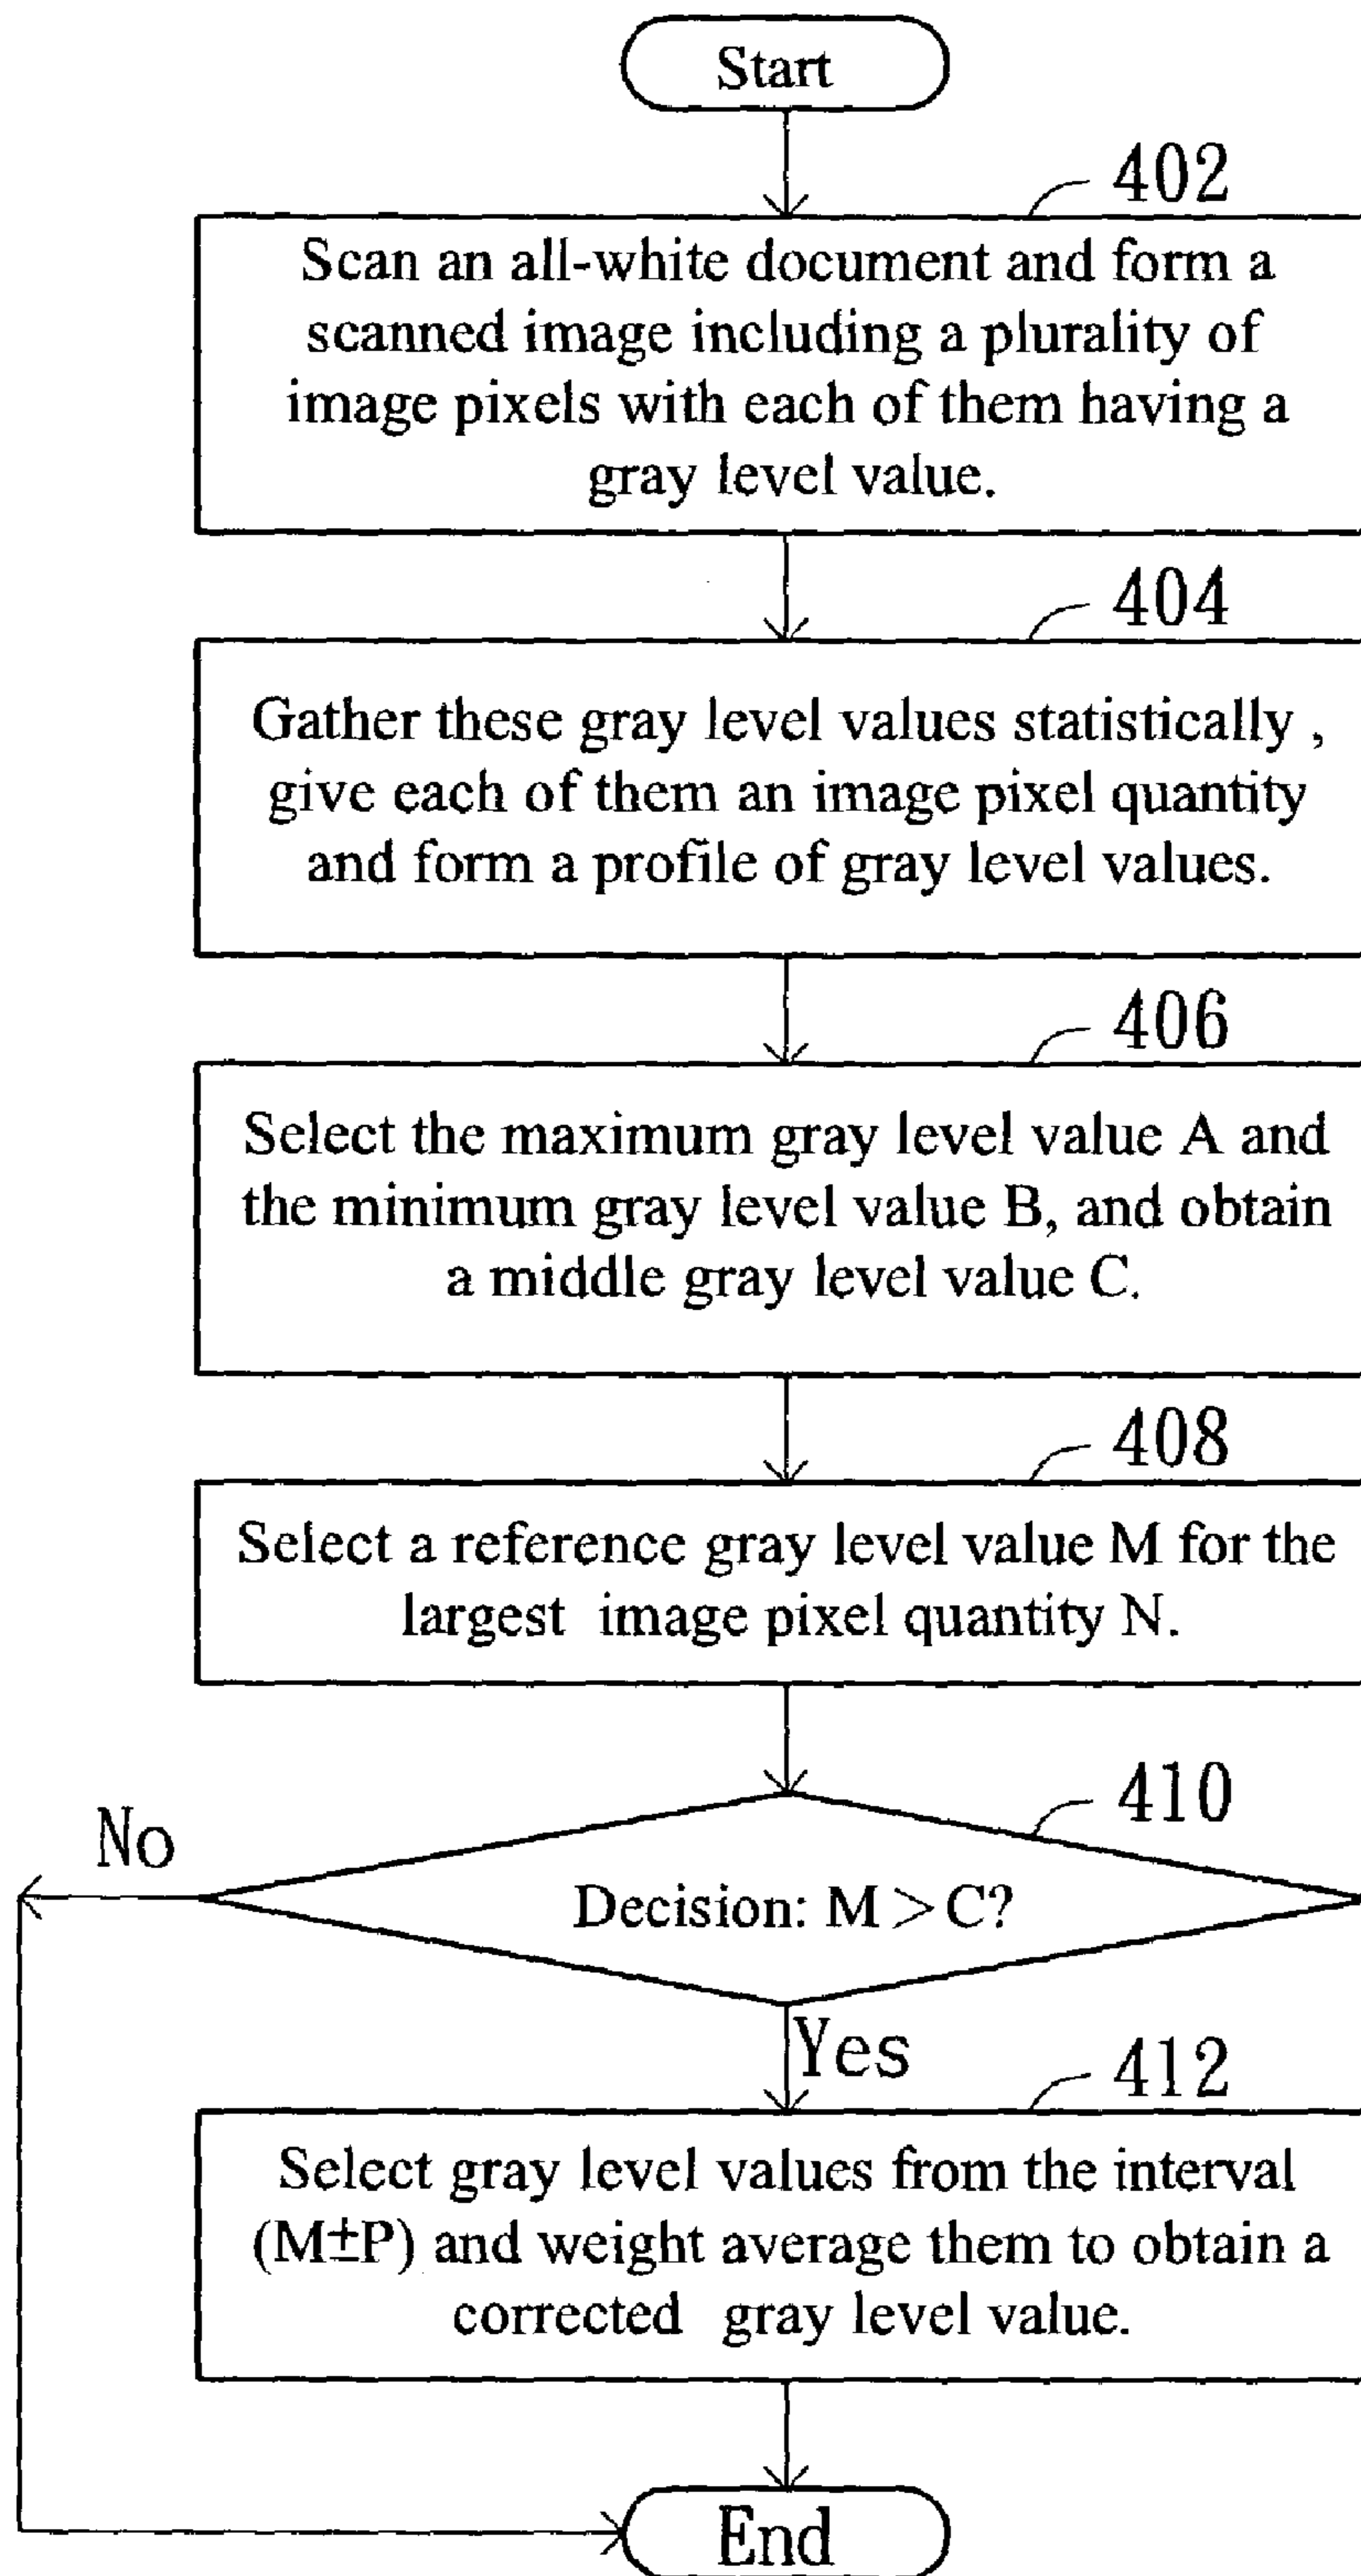 Start
402
Scan an all-white document and form a
scanned image including a plurality of
image pixels with each of them having a
gray level value.
404
Gather these gray level values statistically ,
give each of them an image pixel quantity
and form a profile of gray level values.
406
Select the maximum gray level value A and
the minimum gray level value B, and obtain
a middle gray level value C.
408
Select a reference gray level value M for the
largest image pixel quantity N.
410
No
Decision: M > C?
Yes
412
Select gray level values from the interval
(M±P) and weight average them to obtain a
corrected gray level value.
End